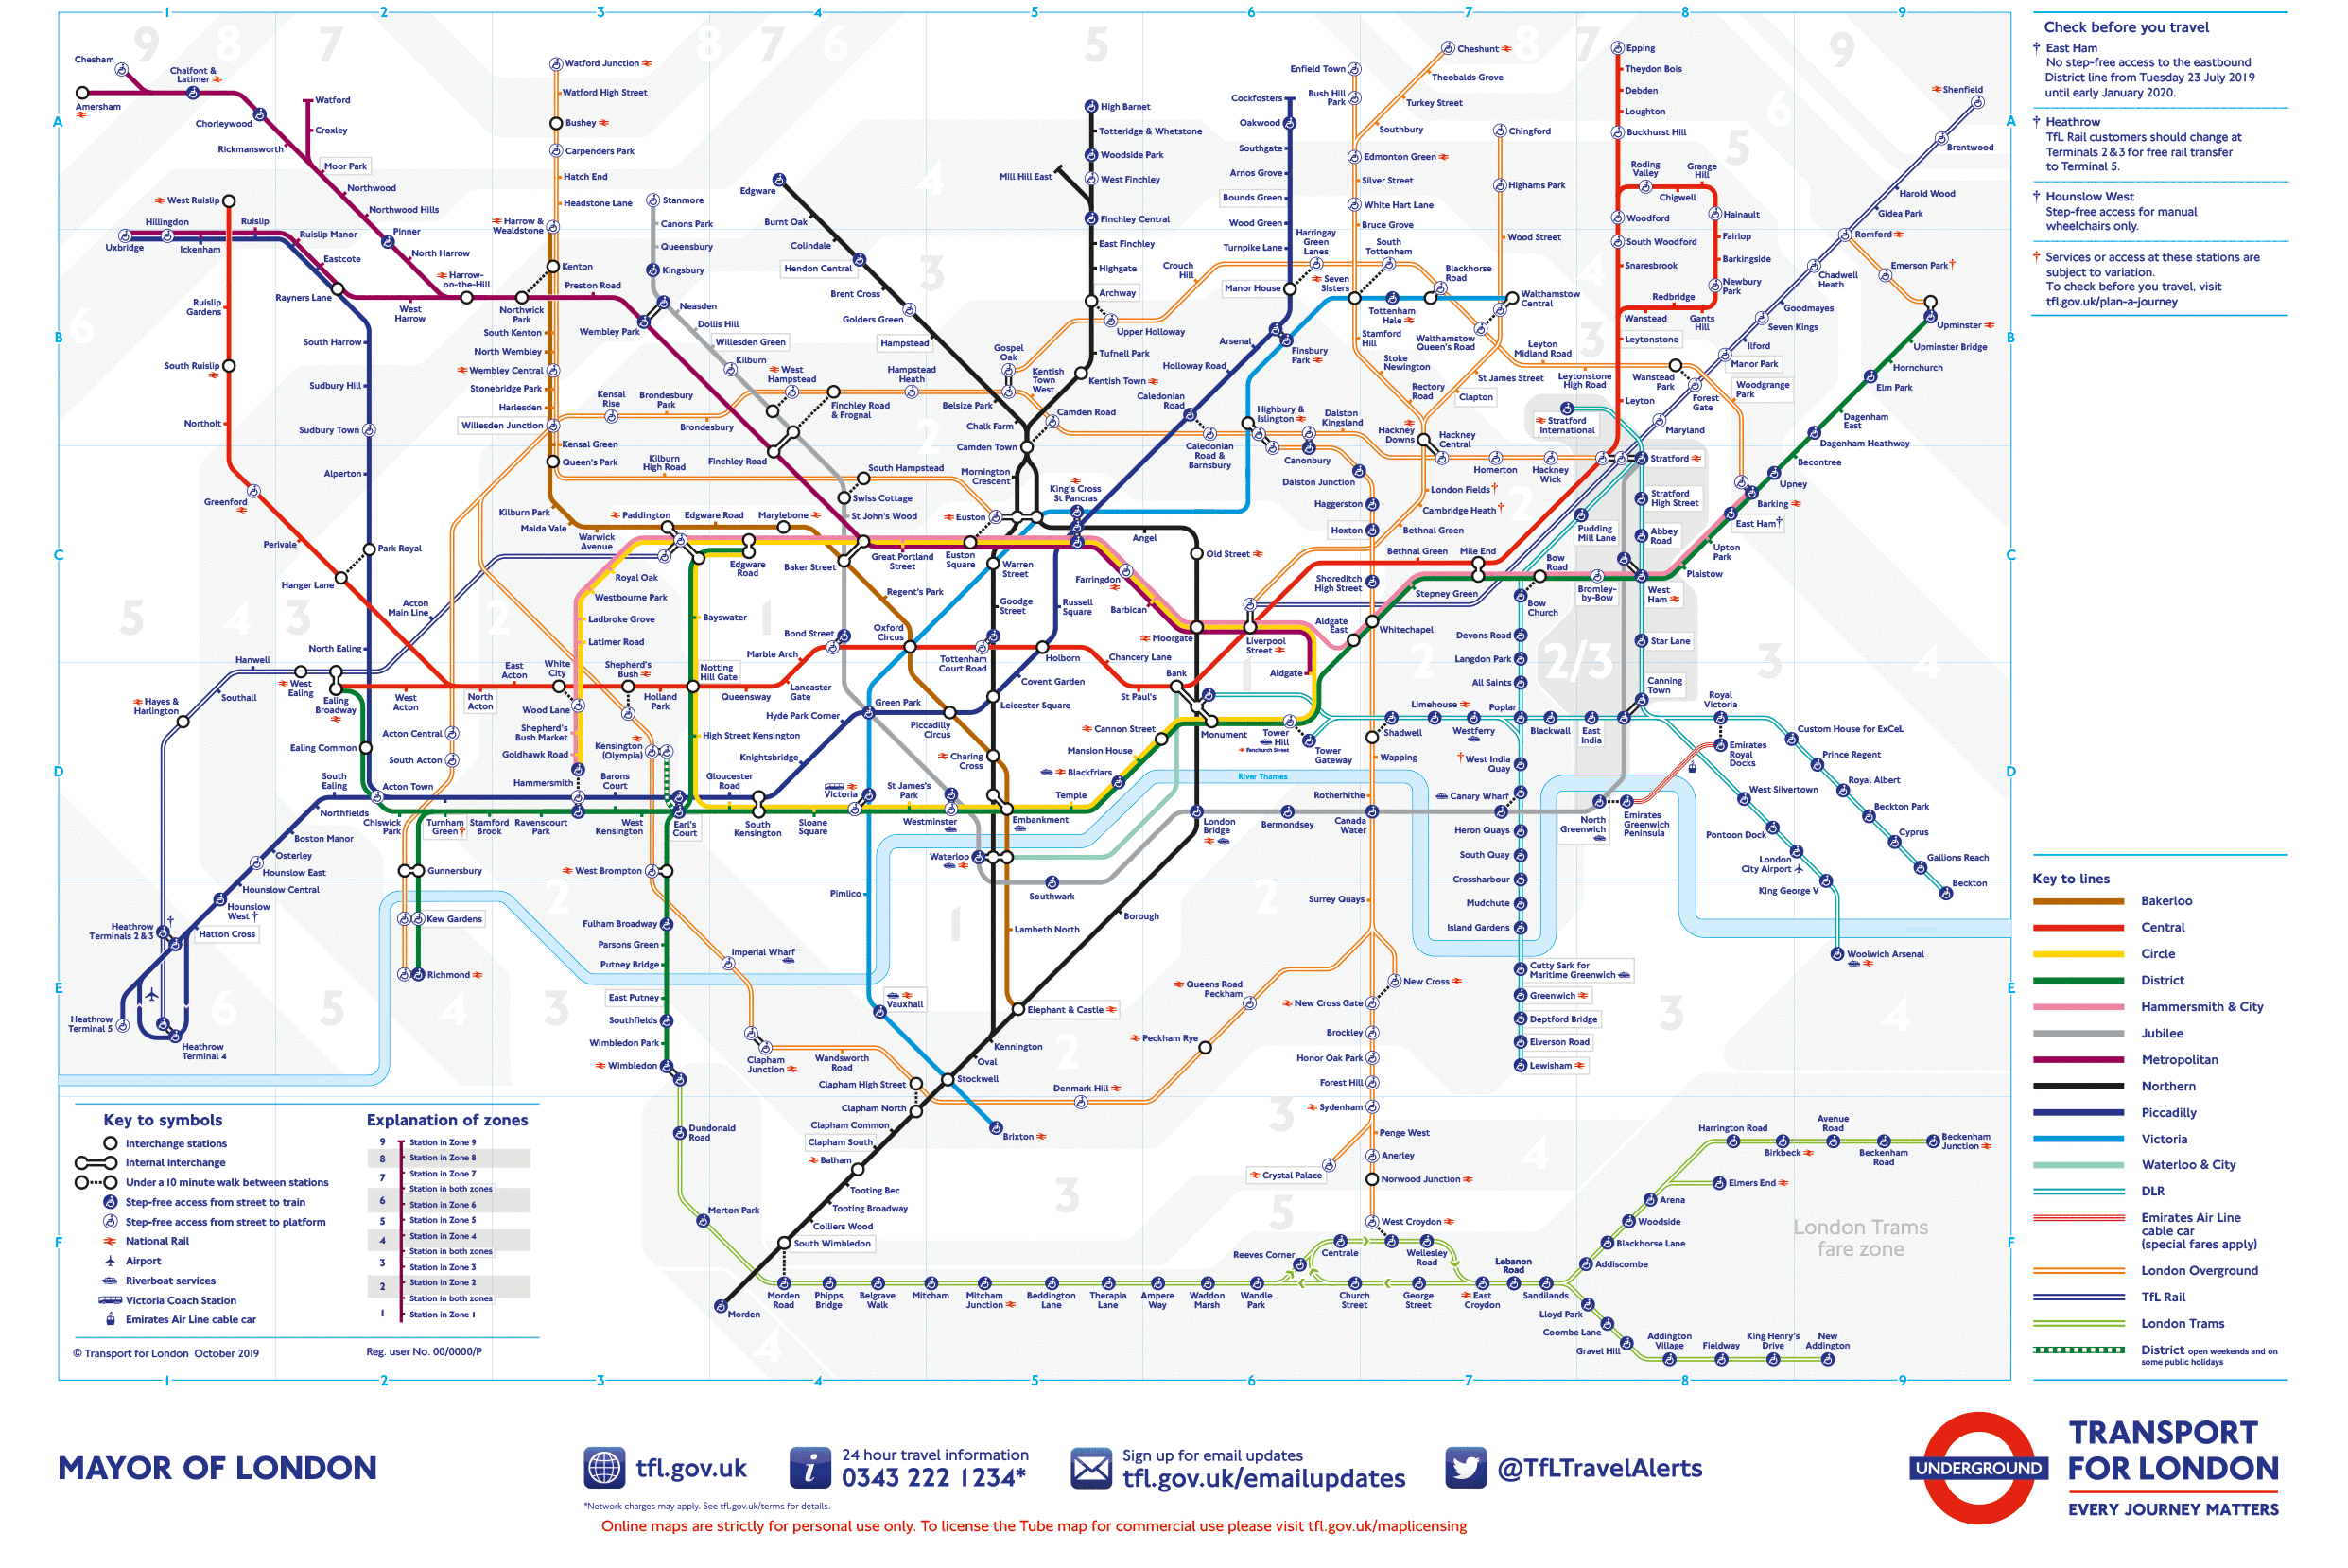 1 2 3 4 5 6 7 8 9
A
B
C
D
E
F
Chesham
Chalfont &
Latimer
Amersham
Chorleywood
Rickmansworth
Watford
Croxley
Moor Park
Northwood
Northwood Hills
Pinner
North Harrow
Harrow-
on-the-Hill
West Ruislip
Hillingdon
Ruislip
Uxbridge
Ickenham
Ruislip Manor
Eastcote
Rayners Lane
West
Harrow
Ruislip
Gardens
South Ruislip
Northolt
Greenford
Perivale
Hanger Lane
Park Royal
South Harrow
Sudbury Hill
Sudbury Town
Alperton
North Ealing
Watford Junction
Watford High Street
Bushey
Carpenders Park
Hatch End
Headstone Lane
Harrow &
Wealdstone
Kenton
Northwick
Park
Preston Road
South Kenton
North Wembley
Wembley Central
Stonebridge Park
Harlesden
Willesden Junction
Kensal Green
Queen's Park
Kilburn Park
Maida Vale
Warwick
Avenue
Paddington
Edgware Road
Marylebone
Stanmore
Canons Park
Queensbury
Kingsbury
Wembley Park
Neasden
Dollis Hill
Willesden Green
Kilburn
West
Hampstead
Finchley Road
& Frognal
Hampstead
Heath
Kensal
Rise
Brondesbury
Park
Brondesbury
Finchley Road
Kilburn
High Road
South Hampstead
Swiss Cottage
St John's Wood
Edgware
Burnt Oak
Colindale
Hendon Central
Brent Cross
Golders Green
Hampstead
Belsize Park
Chalk Farm
Camden Town
Mornington
Crescent
Euston
High Barnet
Totteridge & Whetstone
Woodside Park
West Finchley
Mill Hill East
Finchley Central
East Finchley
Highgate
Archway
Upper Holloway
Crouch
Hill
Tufnell Park
Kentish Town
Gospel
Oak
Kentish
Town
West
Camden Road
King's Cross
St Pancras
Cockfosters
Oakwood
Southgate
Arnos Grove
Bounds Green
Wood Green
Turnpike Lane
Harringay
Green
Lanes
Manor House
Arsenal
Finsbury
Park
Holloway Road
Caledonian
Road
Caledonian
Road &
Barnsbury
Highbury &
Islington
Canonbury
Dalston
Kingsland
Dalston Junction
Haggerston
Hoxton
Shoreditch
High Street
Enfield Town
Bush Hill
Park
Cheshunt
Theobalds Grove
Turkey Street
Southbury
Edmonton Green
Silver Street
White Hart Lane
Bruce Grove
South
Tottenham
Seven
Sisters
Tottenham
Hale
Blackhorse
Road
Stamford
Hill
Stoke
Newington
Rectory
Road
Clapton
St James Street
Walthamstow
Queen's Road
Walthamstow
Central
Chingford
Highams Park
Wood Street
Hackney
Downs
Hackney
Central
Homerton
Hackney
Wick
London Fields†
Cambridge Heath†
Bethnal Green
Epping
Theydon Bois
Debden
Loughton
Buckhurst Hill
Roding
Valley
Grange
Hill
Chigwell
Hainault
Woodford
South Woodford
Fairlop
Barkingside
Newbury
Park
Snaresbrook
Redbridge
Wanstead
Gants
Hill
Leytonstone
Leyton
Midland Road
Leytonstone
High Road
Wanstead
Park
Leyton
Woodgrange
Park
Forest
Gate
Manor Park
Maryland
Ilford
Seven Kings
Goodmayes
Chadwell
Heath
Romford
Gidea Park
Harold Wood
Brentwood
Shenfield
Emerson Park†
Upminster
Upminster Bridge
Hornchurch
Elm Park
Dagenham
East
Dagenham Heathway
Becontree
Upney
Barking
East Ham†
Upton
Park
Plaistow
West
Ham
Stratford
International
Stratford
Stratford
High Street
Abbey
Road
Pudding
Mill Lane
Bow
Road
Bromley-
by-Bow
Bow
Church
Mile End
Bethnal Green
Stepney Green
Devons Road
Langdon Park
All Saints
Star Lane
Canning
Town
Royal
Victoria
Custom House for ExCeL
Prince Regent
Royal Albert
Beckton Park
Cyprus
Gallions Reach
Beckton
Emirates
Royal
Docks
West Silvertown
Pontoon Dock
London
City Airport
King George V
Woolwich Arsenal
Emirates
Greenwich
Peninsula
North
Greenwich
East
India
Blackwall
Poplar
Westferry
Limehouse
Shadwell
Wapping
Rotherhithe
Canada
Water
Surrey Quays
† West India
Quay
Canary Wharf
Heron Quays
South Quay
Crossharbour
Mudchute
Island Gardens
Cutty Sark for
Maritime Greenwich
Greenwich
Deptford Bridge
Elverson Road
Lewisham
Royal Oak
Westbourne Park
Ladbroke Grove
Latimer Road
Bayswater
Edgware
Road
Baker Street
Great Portland
Street
Euston
Square
Warren
Street
Regent's Park
Goodge
Street
Russell
Square
Angel
Old Street
Farringdon
Barbican
Moorgate
Liverpool
Street
Aldgate
East
Aldgate
Whitechapel
Acton
Main Line
Hanwell
West
Ealing
Southall
Hayes &
Harlington
Ealing
Broadway
West
Acton
North
Acton
East
Acton
White
City
Wood Lane
Shepherd's
Bush
Holland
Park
Notting
Hill Gate
Queensway
Lancaster
Gate
Marble Arch
Bond Street
Oxford
Circus
Tottenham
Court Road
Holborn
Chancery Lane
St Paul's
Bank
Covent Garden
Leicester Square
Green Park
Piccadilly
Circus
Hyde Park Corner
Knightsbridge
Charing
Cross
Shepherd's
Bush Market
Goldhawk Road
Hammersmith
Kensington
(Olympia)
High Street Kensington
Barons
Court
Gloucester
Road
South
Kensington
Sloane
Square
Victoria
St James's
Park
Westminster
Embankment
Temple
Blackfriars
Mansion House
Cannon Street
Monument
Tower
Hill
Fenchurch Street
Tower
Gateway
River Thames
London
Bridge
Bermondsey
Waterloo
Southwark
Borough
Lambeth North
Elephant & Castle
Kennington
Oval
Stockwell
Pimlico
Vauxhall
Brixton
Ealing Common
South
Ealing
Acton Central
South Acton
Acton Town
Northfields
Boston Manor
Osterley
Hounslow East
Hounslow Central
Hounslow
West †
Hatton Cross
Heathrow
Terminals 2 & 3
†
Heathrow
Terminal 5
Heathrow
Terminal 4
Chiswick
Park
Turnham
Green†
Stamford
Brook
Ravenscourt
Park
West
Kensington
Earl's
Court
Gunnersbury
Kew Gardens
Richmond
West Brompton
Fulham Broadway
Parsons Green
Putney Bridge
East Putney
Southfields
Wimbledon Park
Wimbledon
Imperial Wharf
Clapham
Junction
Wandsworth
Road
Clapham High Street
Clapham North
Clapham Common
Clapham South
Balham
Tooting Bec
Tooting Broadway
Colliers Wood
South Wimbledon
Morden
Denmark Hill
Peckham Rye
Queens Road
Peckham
New Cross
New Cross Gate
Brockley
Honor Oak Park
Forest Hill
Sydenham
Penge West
Anerley
Crystal Palace
Norwood Junction
West Croydon
Dundonald
Road
Merton Park
Morden
Road
Phipps
Bridge
Belgrave
Walk
Mitcham
Mitcham
Junction
Beddington
Lane
Therapia
Lane
Ampere
Way
Waddon
Marsh
Wandle
Park
Reeves Corner
Centrale
Wellesley
Road
Church
Street
George
Street
East
Croydon
Lebanon
Road
Sandilands
Lloyd Park
Coombe Lane
Gravel Hill
Addington
Village
Fieldway
King Henry's
Drive
New
Addington
Addiscombe
Blackhorse Lane
Woodside
Arena
Elmers End
Harrington Road
Birkbeck
Avenue
Road
Beckenham
Road
Beckenham
Junction
London Trams
fare zone
2/3
Key to symbols
Interchange stations
Internal interchange
Under a 10 minute walk between stations
Step-free access from street to train
Step-free access from street to platform
National Rail
Airport
Riverboat services
Victoria Coach Station
Emirates Air Line cable car
Explanation of zones
9 Station in Zone 9
8 Station in Zone 8
7 Station in Zone 7
Station in both zones
6 Station in Zone 6
5 Station in Zone 5
4 Station in Zone 4
Station in both zones
3 Station in Zone 3
2 Station in Zone 2
Station in both zones
1 Station in Zone 1
© Transport for London October 2019
Reg. user No. 00/0000/P
Check before you travel
† East Ham
No step-free access to the eastbound
District line from Tuesday 23 July 2019
until early January 2020.
† Heathrow
TfL Rail customers should change at
Terminals 2 & 3 for free rail transfer
to Terminal 5.
† Hounslow West
Step-free access for manual
wheelchairs only.
† Services or access at these stations are
subject to variation.
To check before you travel, visit
tfl.gov.uk/plan-a-journey
Key to lines
Bakerloo
Central
Circle
District
Hammersmith & City
Jubilee
Metropolitan
Northern
Piccadilly
Victoria
Waterloo & City
DLR
Emirates Air Line
cable car
(special fares apply)
London Overground
TfL Rail
London Trams
District open weekends and on
some public holidays
MAYOR OF LONDON
tfl.gov.uk
24 hour travel information
0343 222 1234*
Sign up for email updates
tfl.gov.uk/emailupdates
@TfLTravelAlerts
*Network charges may apply. See tfl.gov.uk/terms for details.
Online maps are strictly for personal use only. To license the Tube map for commercial use please visit tfl.gov.uk/maplicensing
UNDERGROUND
TRANSPORT
FOR LONDON
EVERY JOURNEY MATTERS